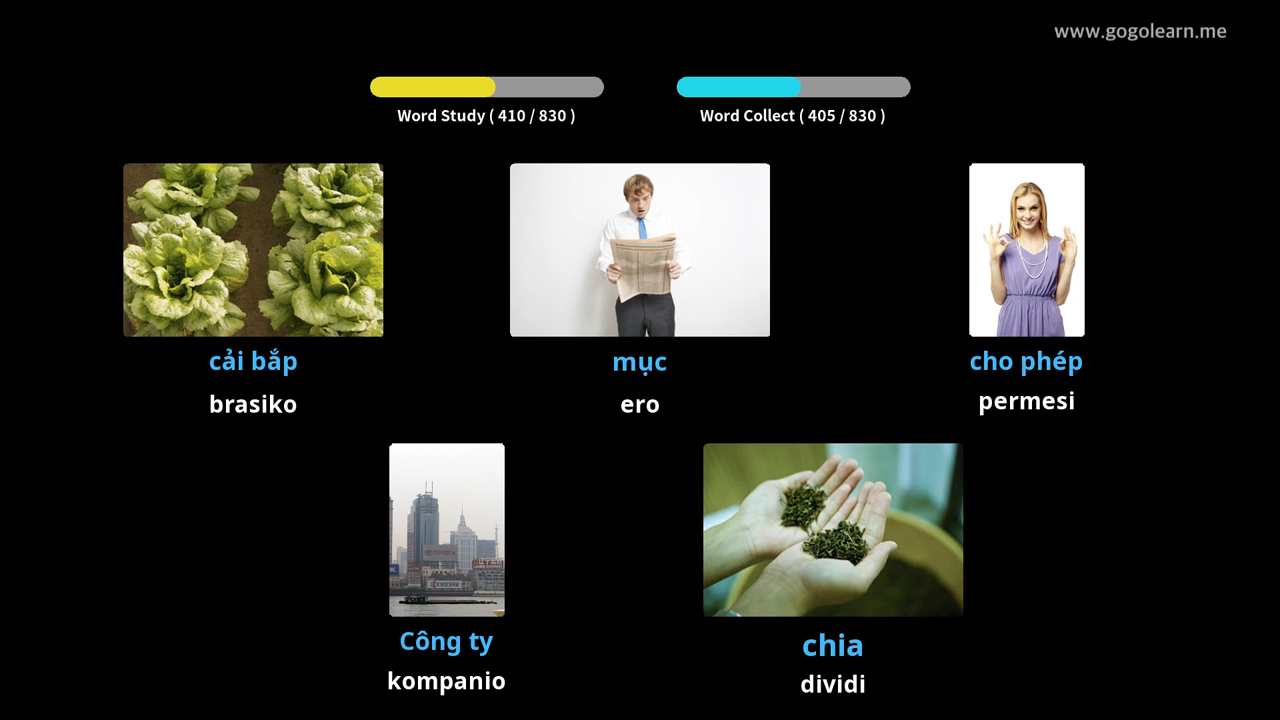 www.gogolearn.me
Word Study ( 410 / 830 )
Word Collect ( 405 / 830 )
cải bắp
brasiko
mục
ero
cho phép
permesi
TOYOTA
Công ty
kompanio
chia
dividi